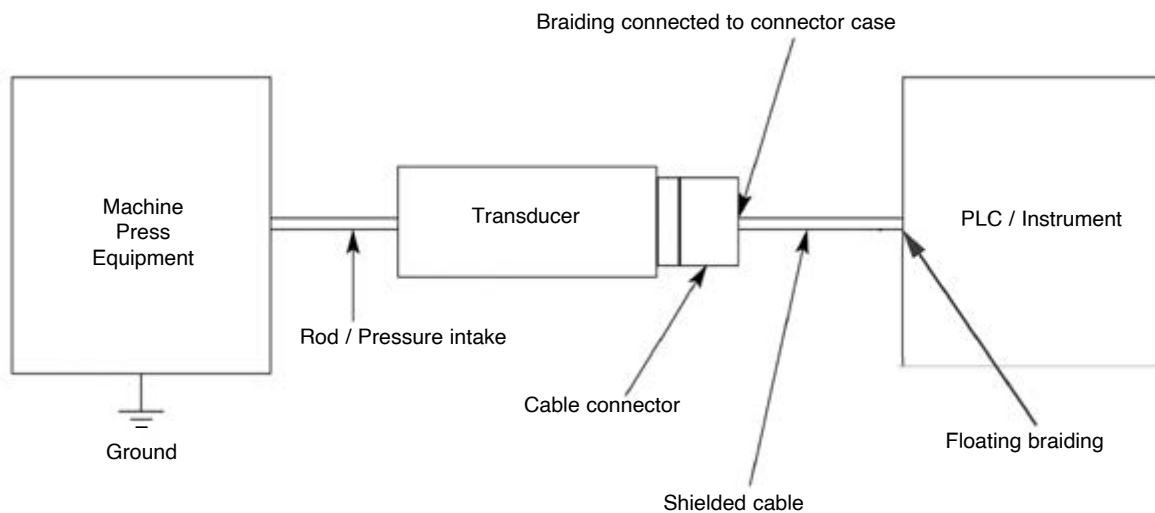 Braiding connected to connector case
Machine
Press
Equipment
Transducer
PLC / Instrument
Rod / Pressure intake
Cable connector
Ground
Floating braiding
Shielded cable